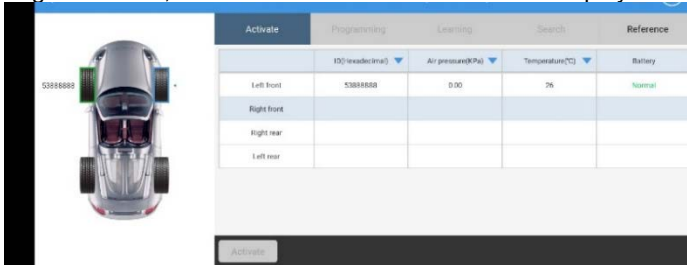 Activate Programming Learning Search Reference
ID(Hexadecimal) Air pressure(KPa) Temperature(℃) Battery
53888888
Left front 53888888 0.00 26 Normal
Right front
Right rear
Left rear
Activate